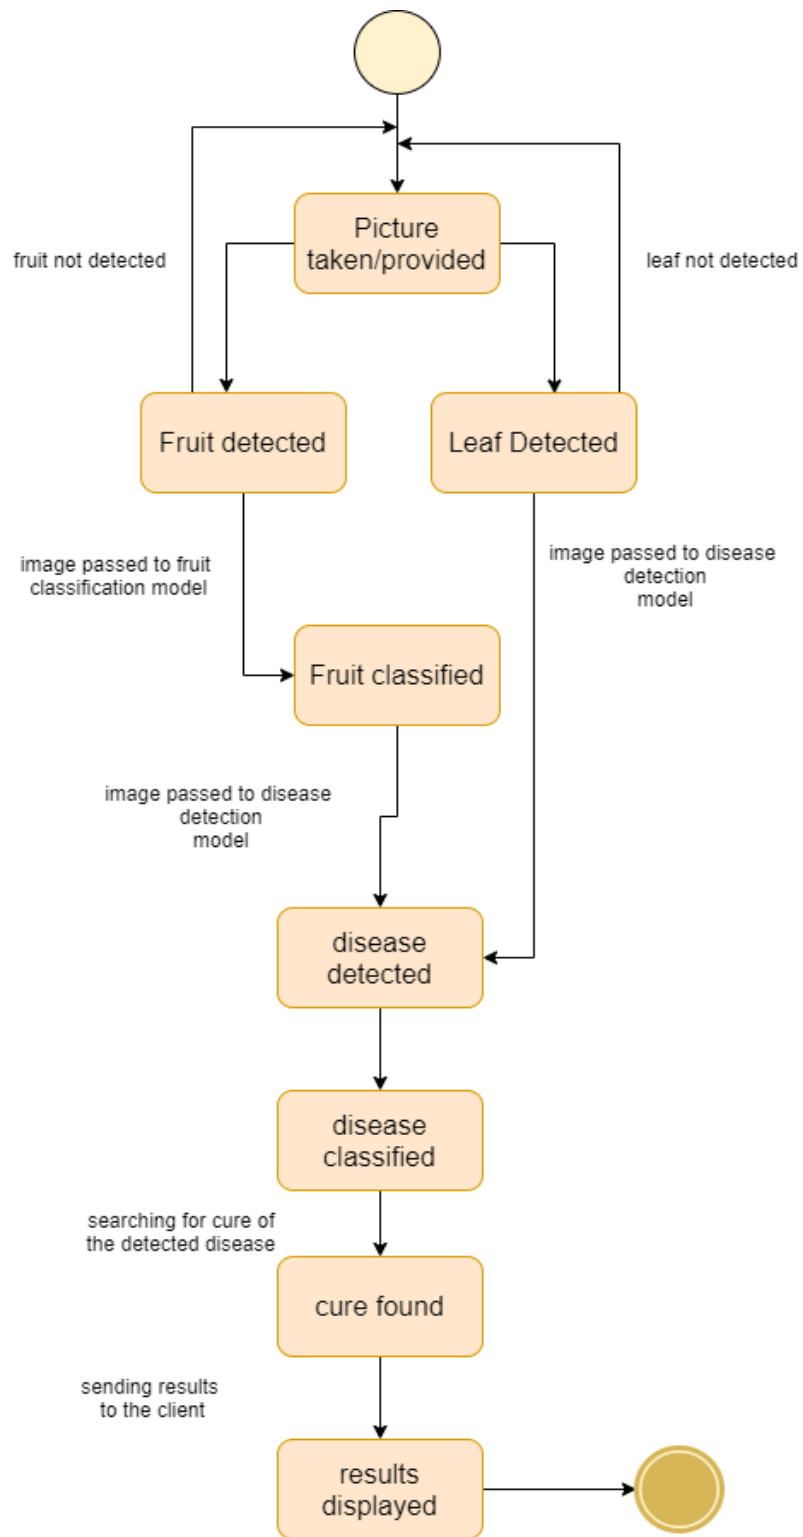 Picture
taken/provided
fruit not detected
leaf not detected
Fruit detected
Leaf Detected
image passed to fruit
classification model
image passed to disease
detection
model
Fruit classified
image passed to disease
detection
model
disease
detected
disease
classified
searching for cure of
the detected disease
cure found
sending results
to the client
results
displayed